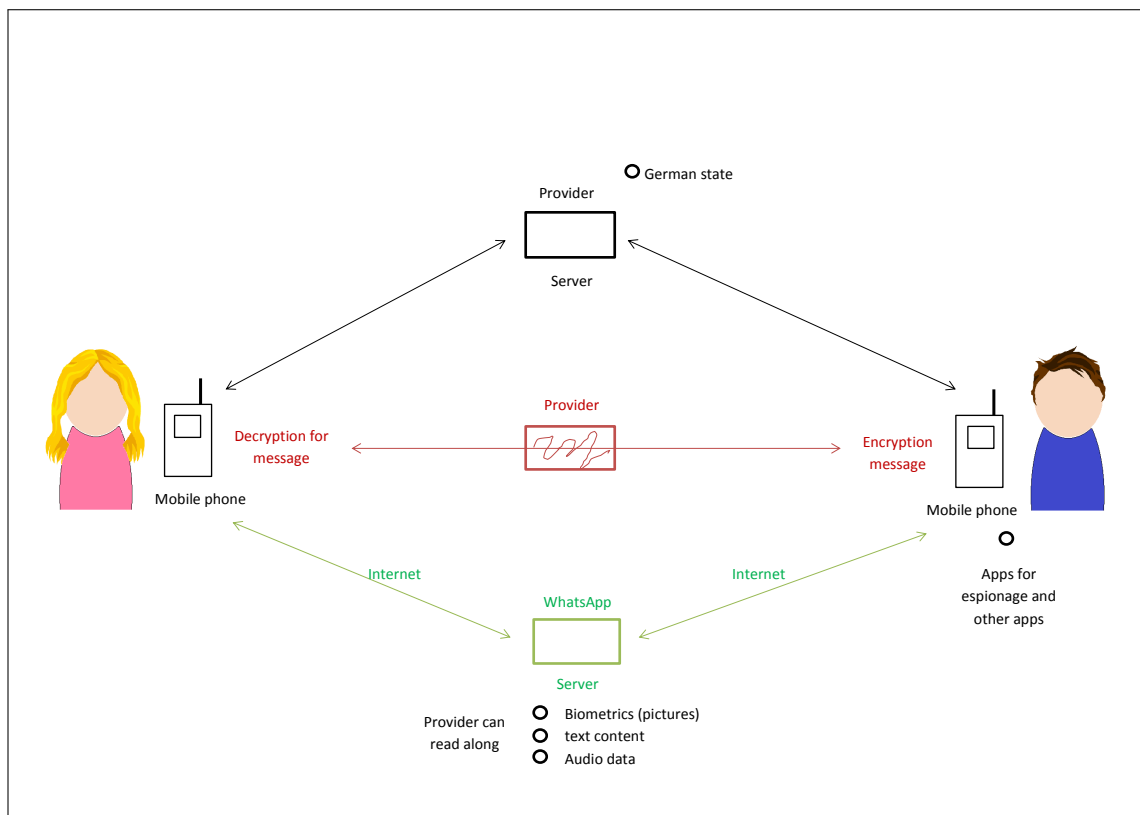 German state
Provider
Server
Provider
Decryption for
message
Encryption
message
Mobile phone
Mobile phone
Internet
Internet
Apps for
espionage and
other apps
WhatsApp
Server
Provider can
read along
Biometrics (pictures)
text content
Audio data